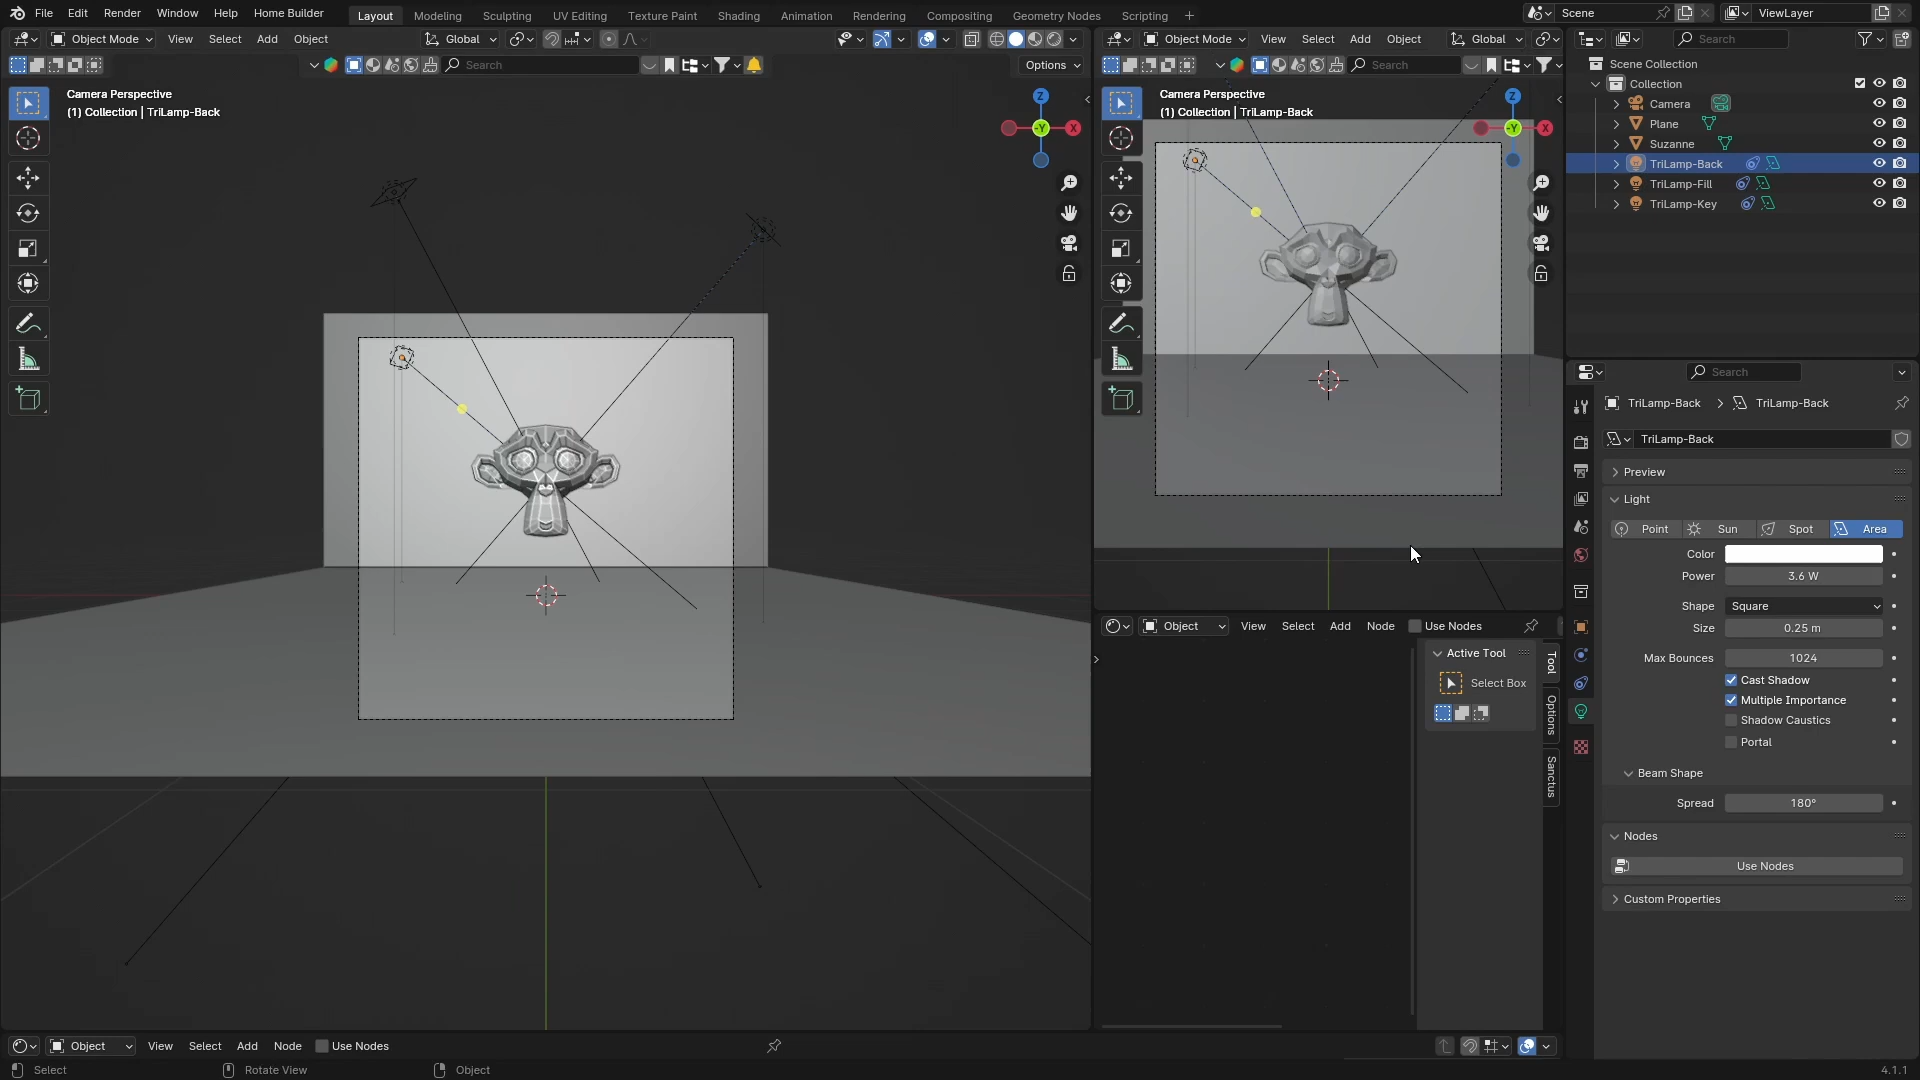 File Edit Render Window Help Home Builder Layout Modeling Sculpting UV Editing Texture Paint Shading Animation Rendering Compositing Geometry Nodes Scripting + Scene ViewLayer
Object Mode View Select Add Object Global
Search Options
Camera Perspective
(1) Collection | TriLamp-Back
Z
-Y
X
Object Mode View Select Add Object Global
Search
Camera Perspective
(1) Collection | TriLamp-Back
Z
-Y
X
Object View Select Add Node Use Nodes
Active Tool
Select Box
Tool
Options
Sanctus
Object View Select Add Node Use Nodes
Search
Scene Collection
Collection
Camera
Plane
Suzanne
TriLamp-Back
TriLamp-Fill
TriLamp-Key
Search
TriLamp-Back > TriLamp-Back
TriLamp-Back
Preview
Light
Point Sun Spot Area
Color
Power 3.6 W
Shape Square
Size 0.25 m
Max Bounces 1024
Cast Shadow
Multiple Importance
Shadow Caustics
Portal
Beam Shape
Spread 180°
Nodes
Use Nodes
Custom Properties
Select Rotate View Object 4.1.1